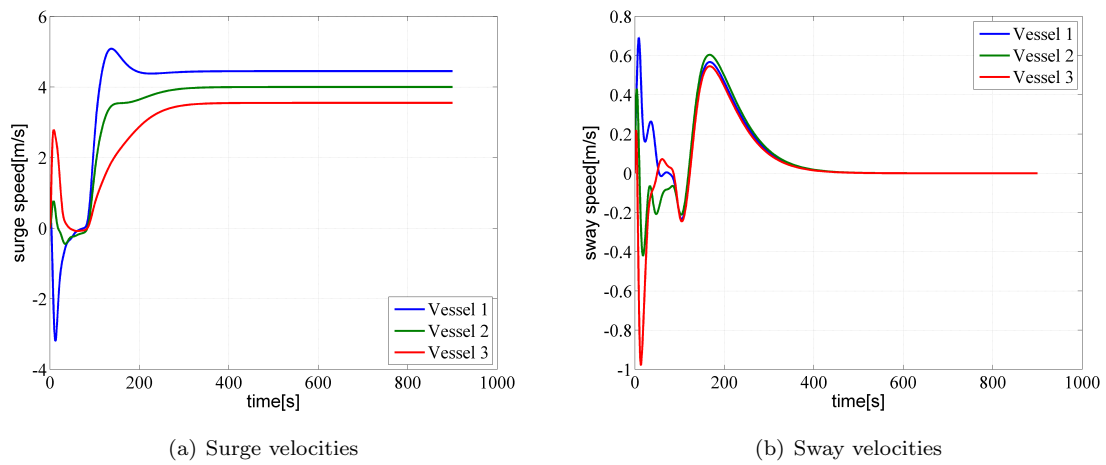 6
4
2
0
-2
-4
surge speed[m/s]
0 200 400 600 800 1000
time[s]
Vessel 1
Vessel 2
Vessel 3
(a) Surge velocities
0.8
0.6
0.4
0.2
0
-0.2
-0.4
-0.6
-0.8
-1
sway speed[m/s]
0 200 400 600 800 1000
time[s]
Vessel 1
Vessel 2
Vessel 3
(b) Sway velocities